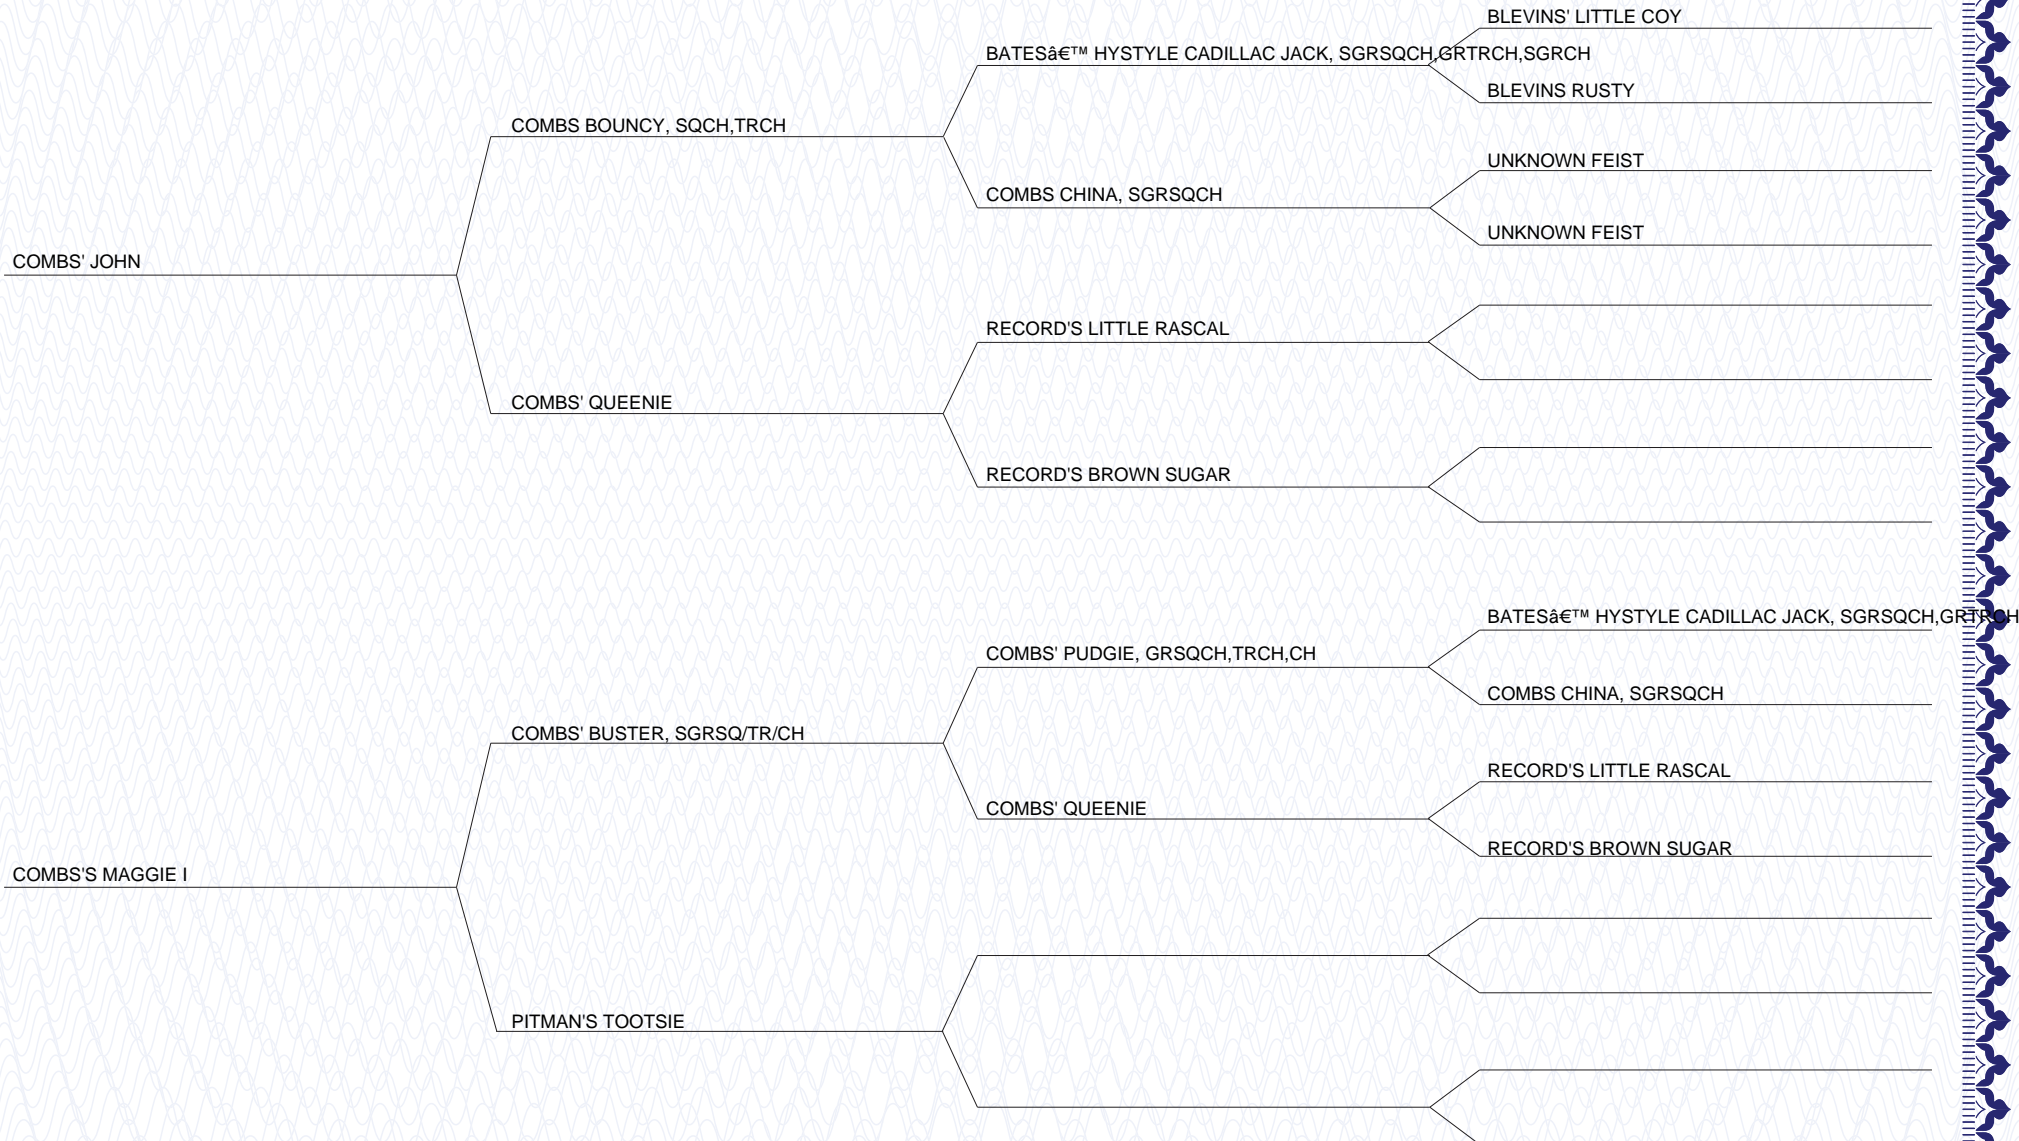 BLEVINS' LITTLE COY
BATESâ€™ HYSTYLE CADILLAC JACK, SGRSQCH,GRTRCH,SGRCH
BLEVINS RUSTY
COMBS BOUNCY, SQCH,TRCH
UNKNOWN FEIST
COMBS CHINA, SGRSQCH
UNKNOWN FEIST
COMBS' JOHN
RECORD'S LITTLE RASCAL
COMBS' QUEENIE
RECORD'S BROWN SUGAR
BATESâ€™ HYSTYLE CADILLAC JACK, SGRSQCH,GRTRCH
COMBS' PUDGIE, GRSQCH,TRCH,CH
COMBS CHINA, SGRSQCH
COMBS' BUSTER, SGRSQ/TR/CH
RECORD'S LITTLE RASCAL
COMBS' QUEENIE
RECORD'S BROWN SUGAR
COMBS'S MAGGIE I
PITMAN'S TOOTSIE